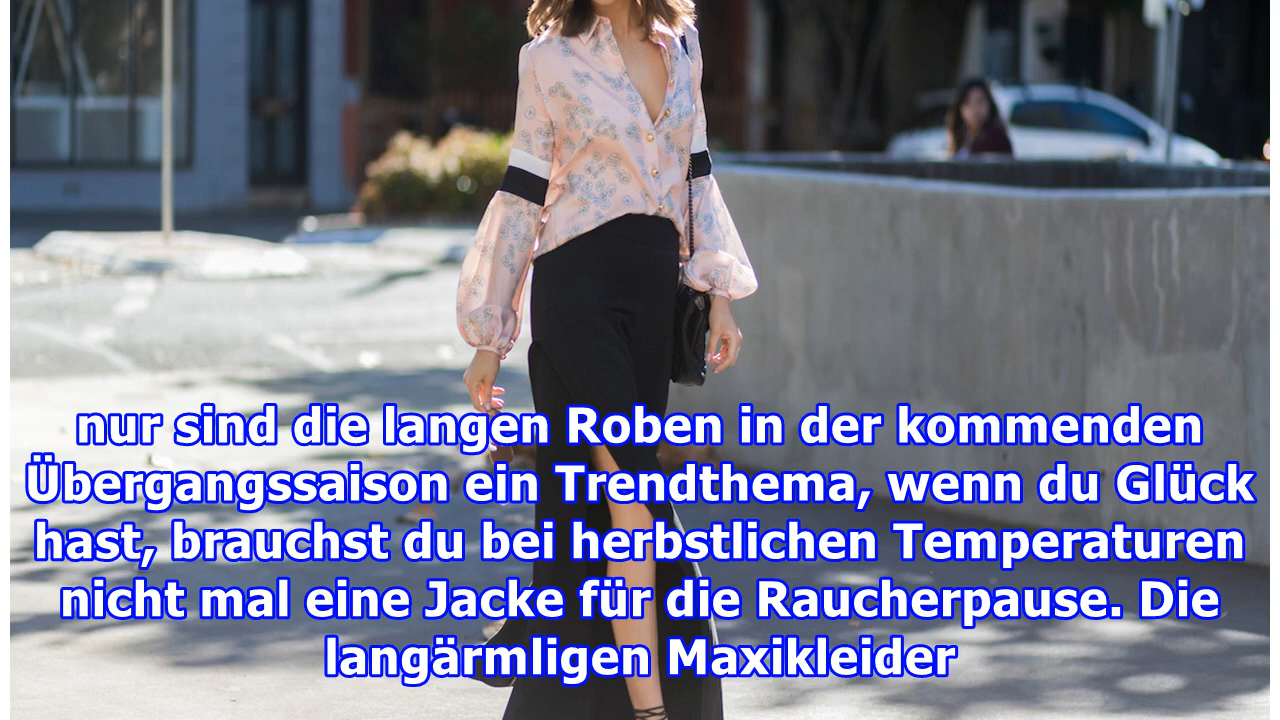 nur sind die langen Roben in der kommenden
Übergangssaison ein Trendthema, wenn du Glück
hast, brauchst du bei herbstlichen Temperaturen
nicht mal eine Jacke für die Raucherpause. Die
langärmligen Maxikleider